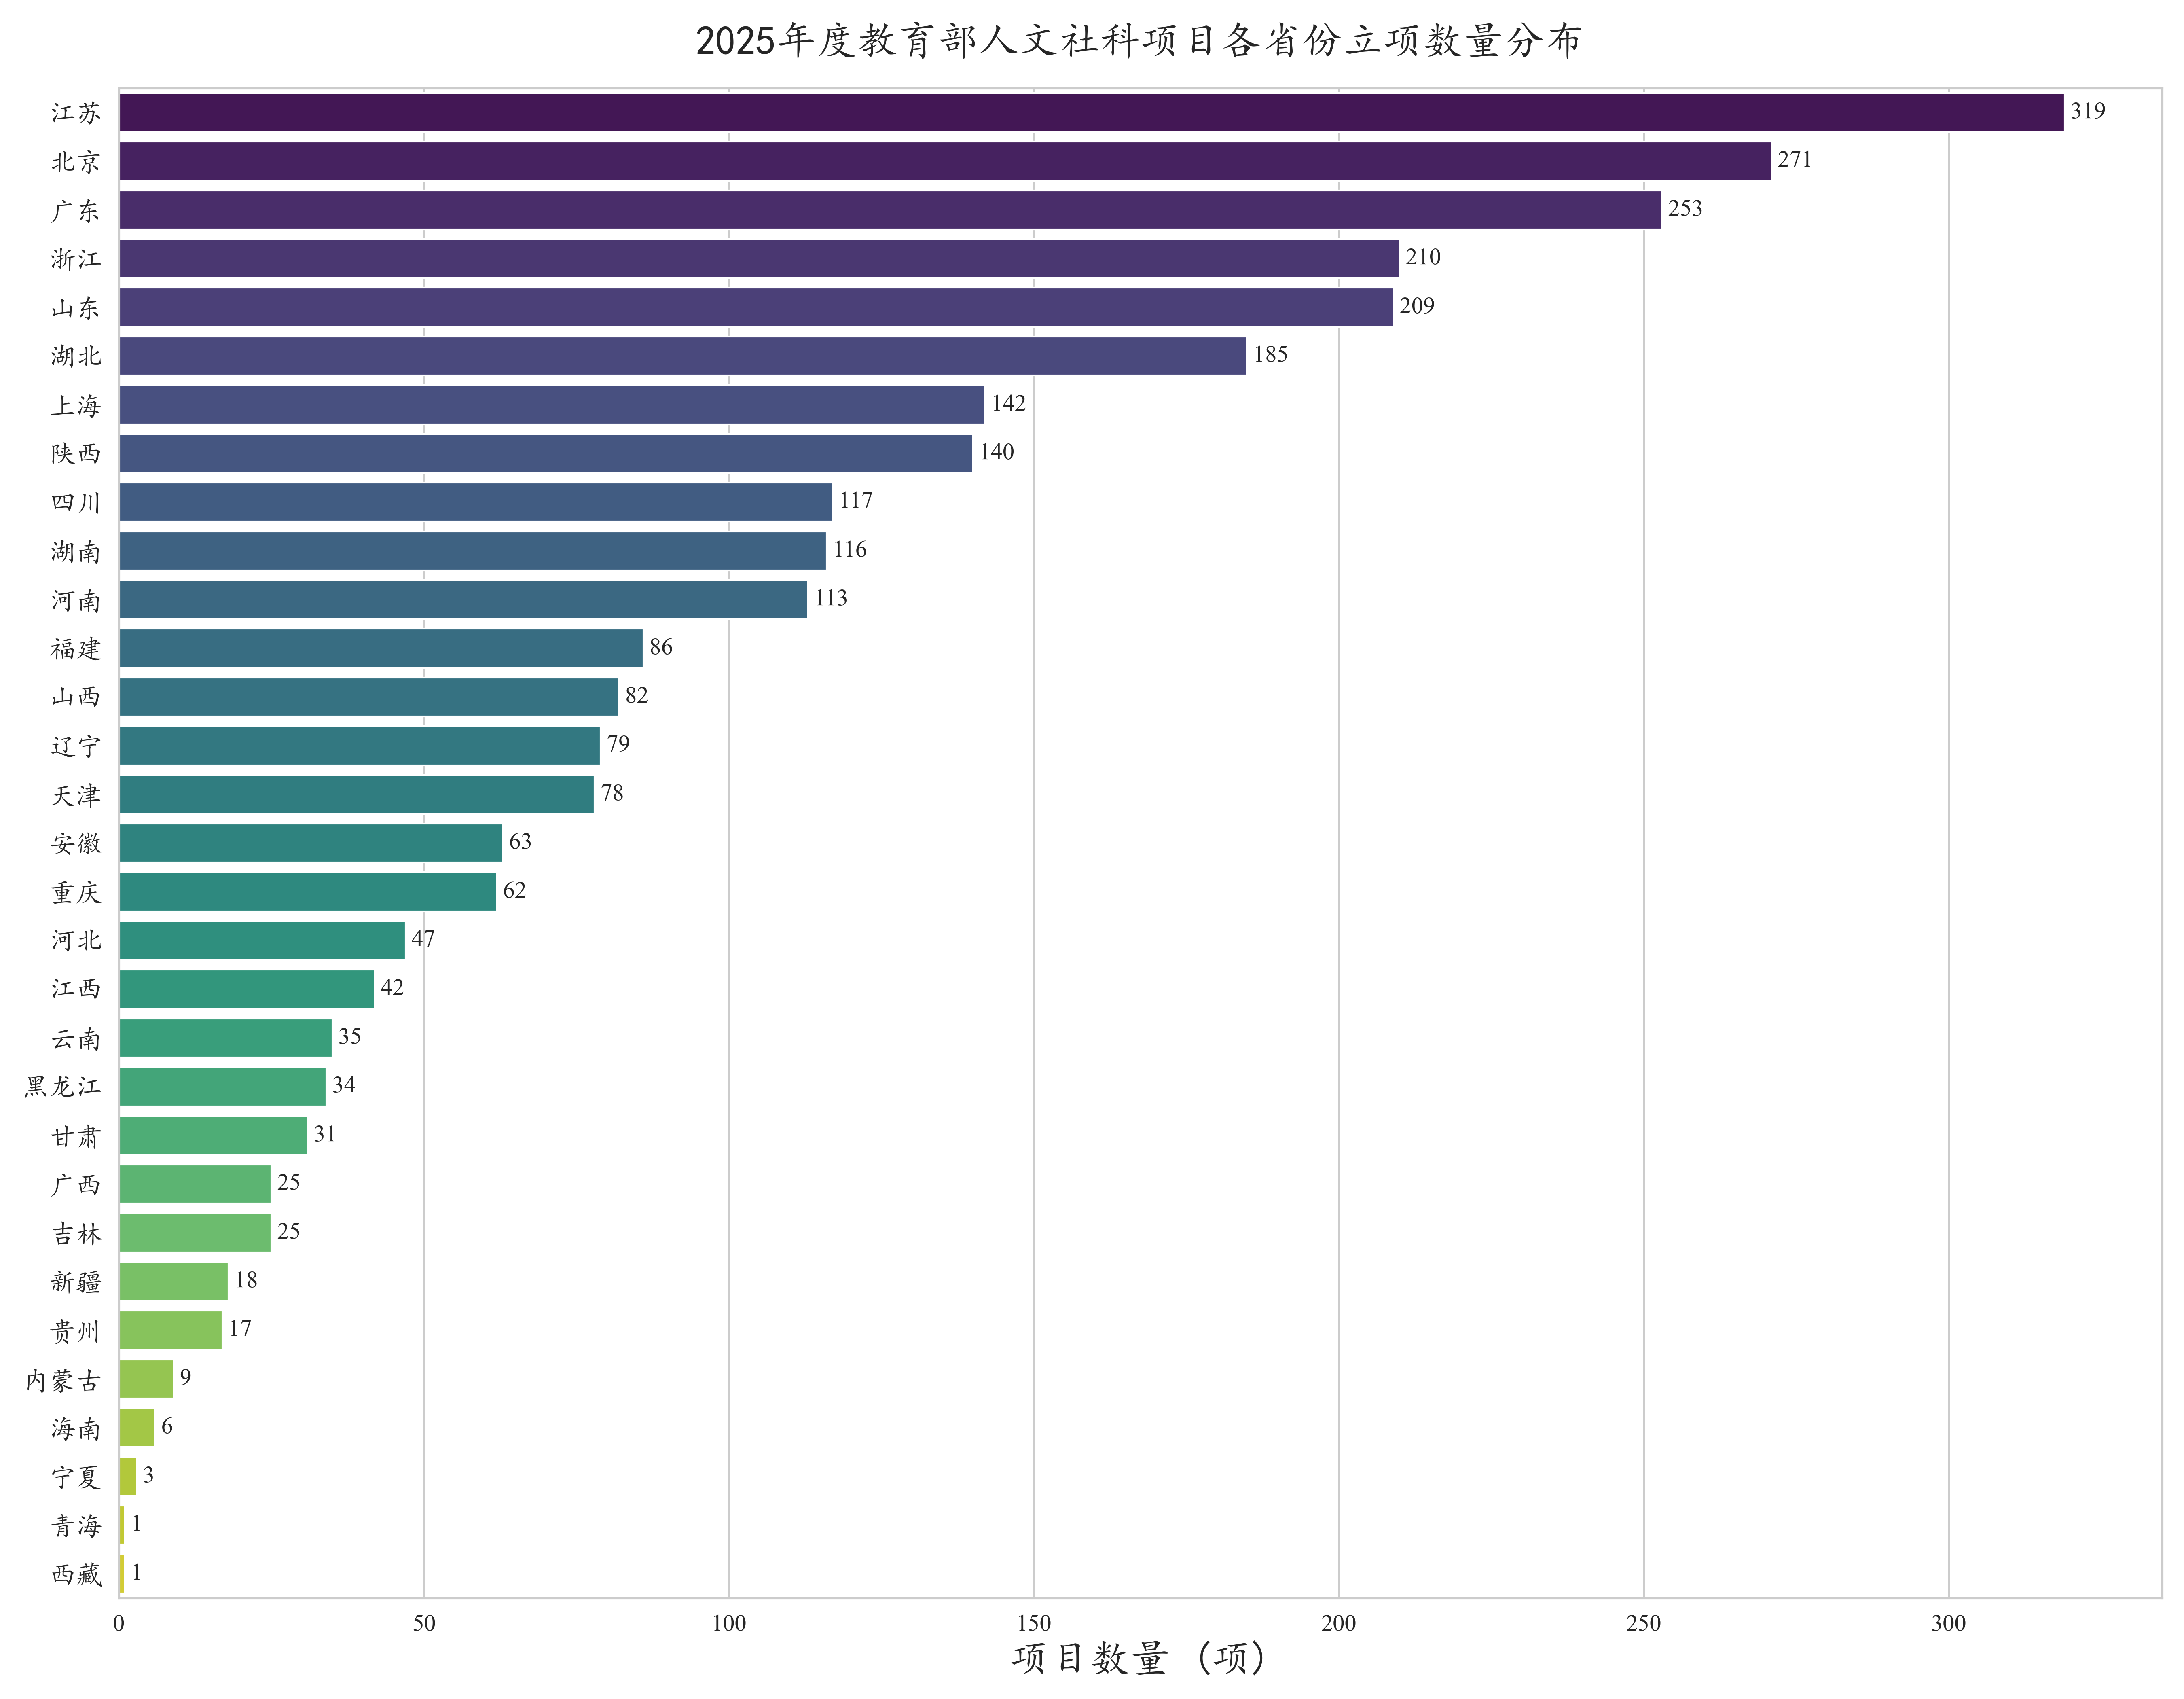 2025年度教育部人文社科项目各省份立项数量分布
江苏 319
北京 271
广东 253
浙江 210
山东 209
湖北 185
上海 142
陕西 140
四川 117
湖南 116
河南 113
福建 86
山西 82
辽宁 79
天津 78
安徽 63
重庆 62
河北 47
江西 42
云南 35
黑龙江 34
甘肃 31
广西 25
吉林 25
新疆 18
贵州 17
内蒙古 9
海南 6
宁夏 3
青海 1
西藏 1
0 50 100 150 200 250 300
项目数量 (项)